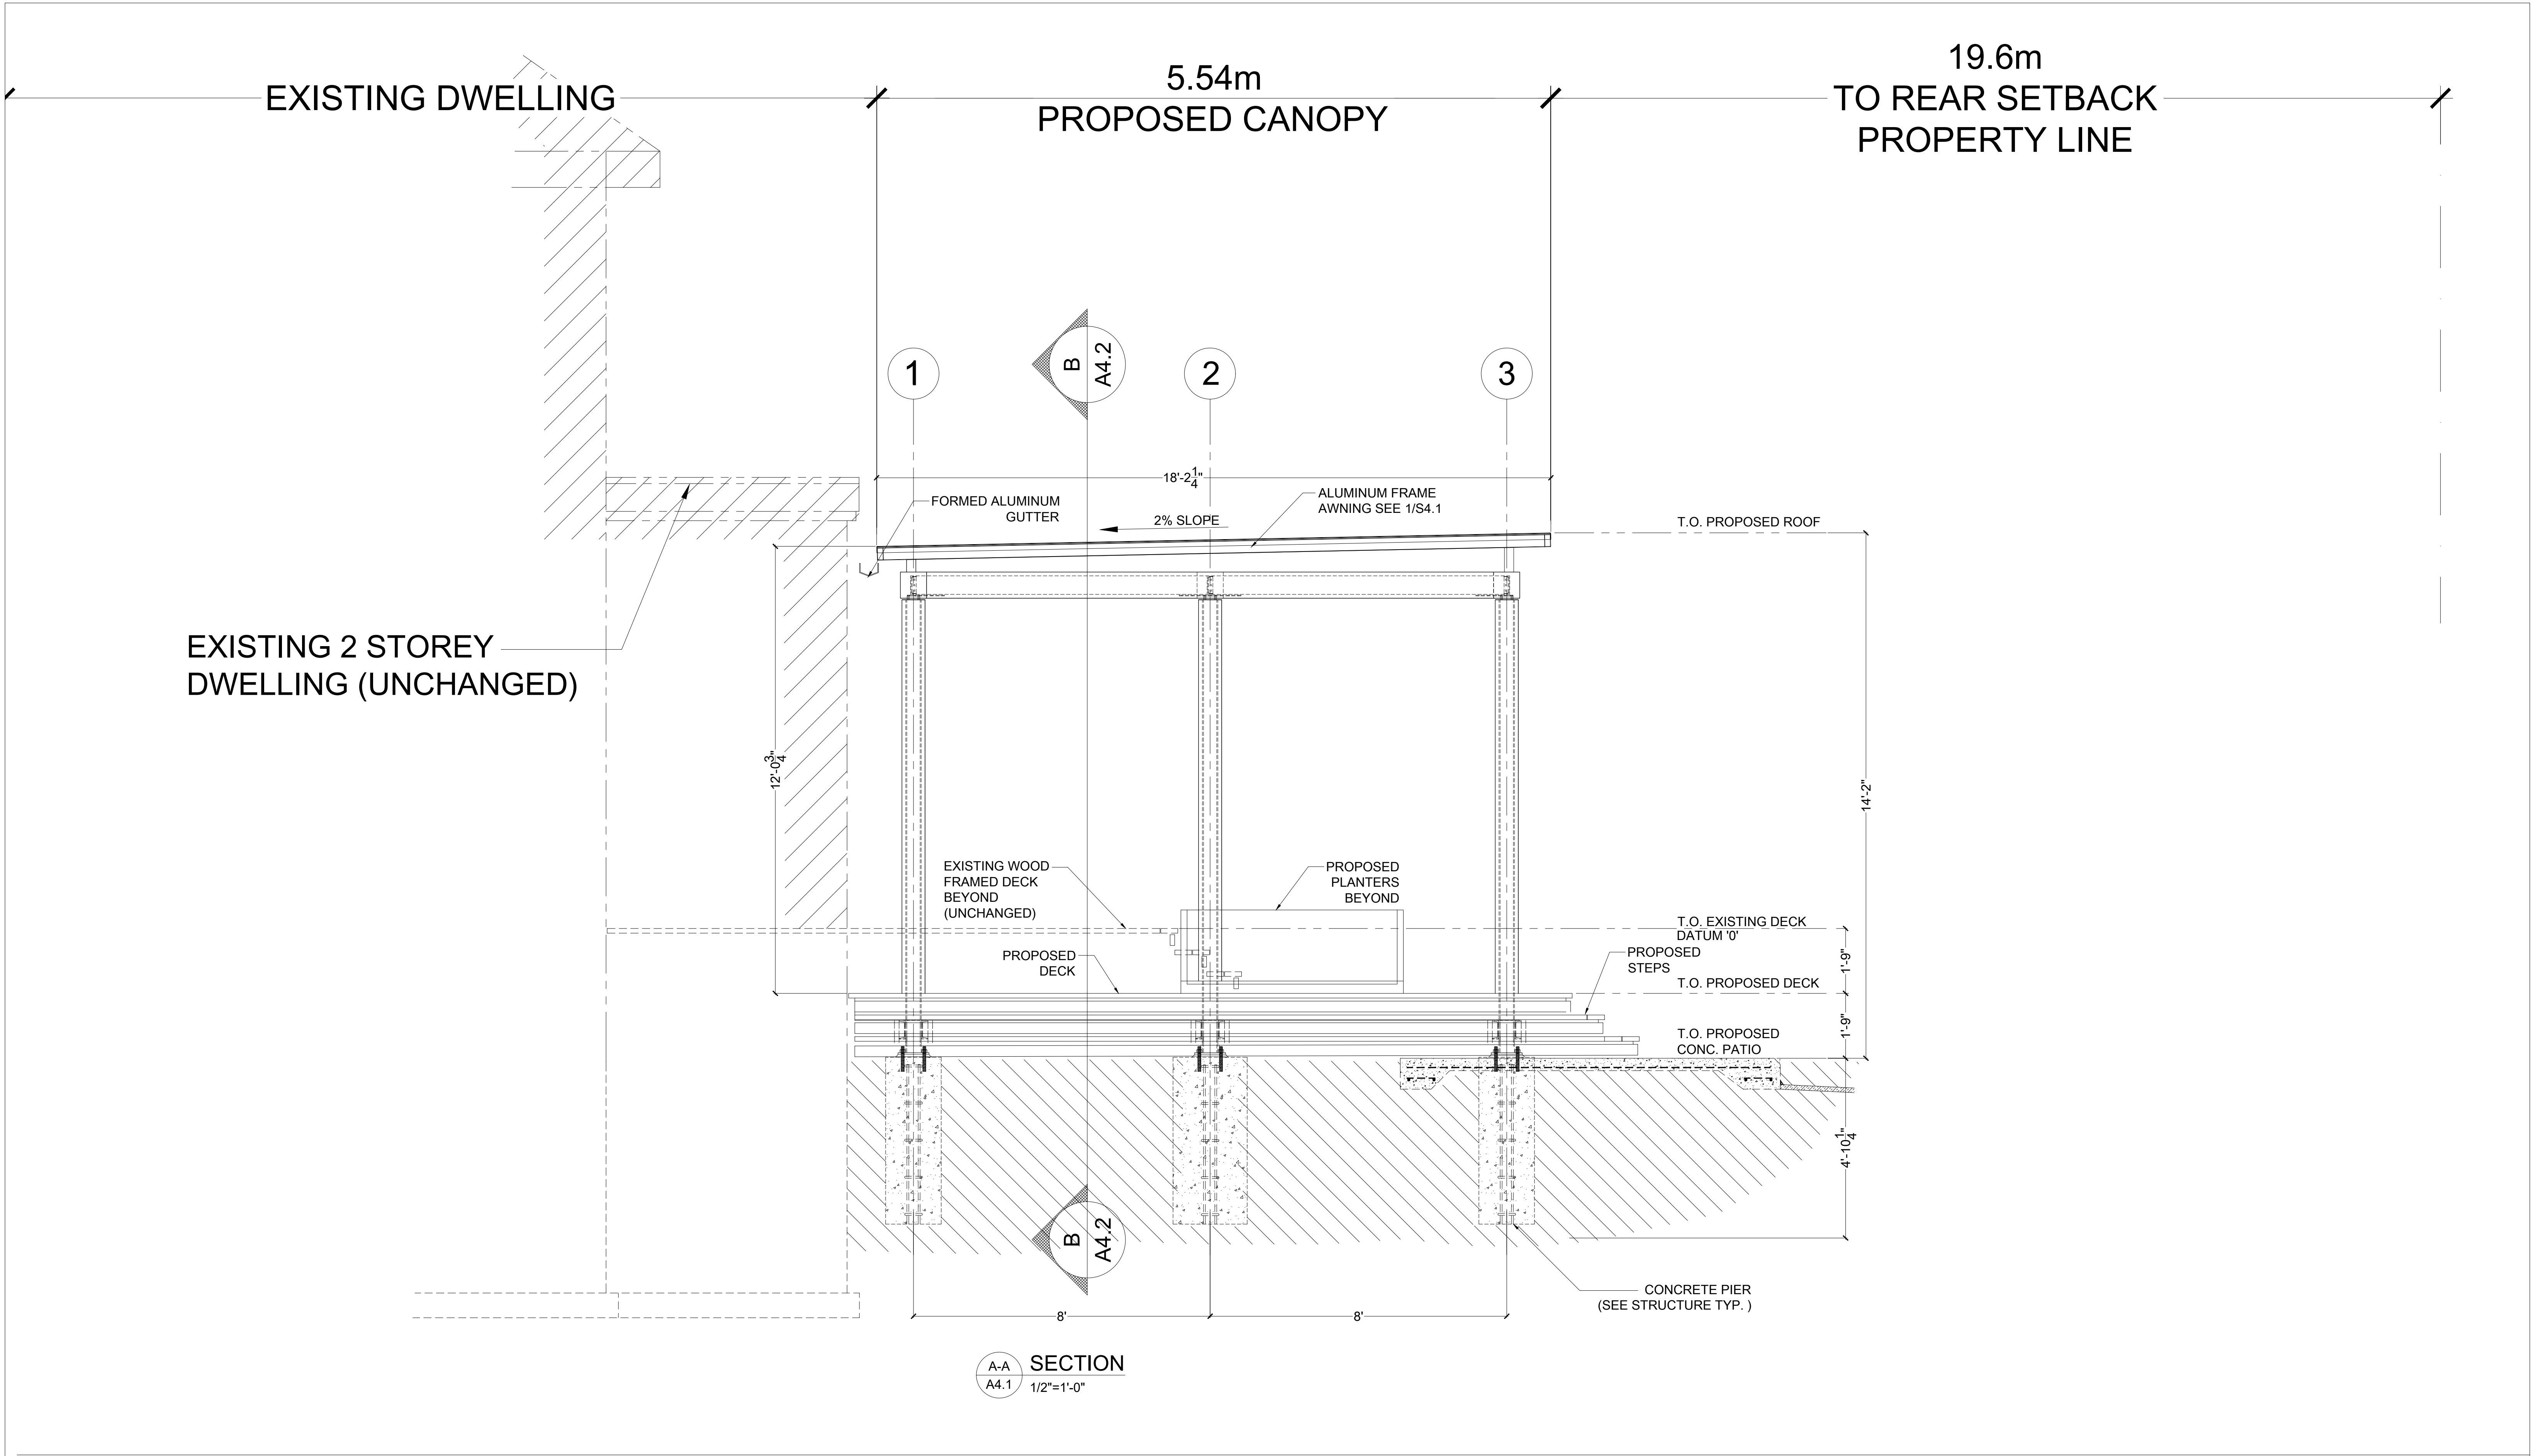 EXISTING DWELLING
5.54m
PROPOSED CANOPY
19.6m
TO REAR SETBACK
PROPERTY LINE
B
A4.2
1
2
3
18'-2 1/4"
FORMED ALUMINUM
GUTTER
2% SLOPE
ALUMINUM FRAME
AWNING SEE 1/S4.1
T.O. PROPOSED ROOF
EXISTING 2 STOREY
DWELLING (UNCHANGED)
12'-0 3/4"
14'-2"
EXISTING WOOD
FRAMED DECK
BEYOND
(UNCHANGED)
PROPOSED
PLANTERS
BEYOND
T.O. EXISTING DECK
DATUM '0'
PROPOSED
DECK
PROPOSED
STEPS
1'-9"
T.O. PROPOSED DECK
T.O. PROPOSED
CONC. PATIO
1'-9"
4'-10 1/4"
B
A4.2
CONCRETE PIER
(SEE STRUCTURE TYP. )
8'
8'
A-A
A4.1
SECTION
1/2"=1'-0"